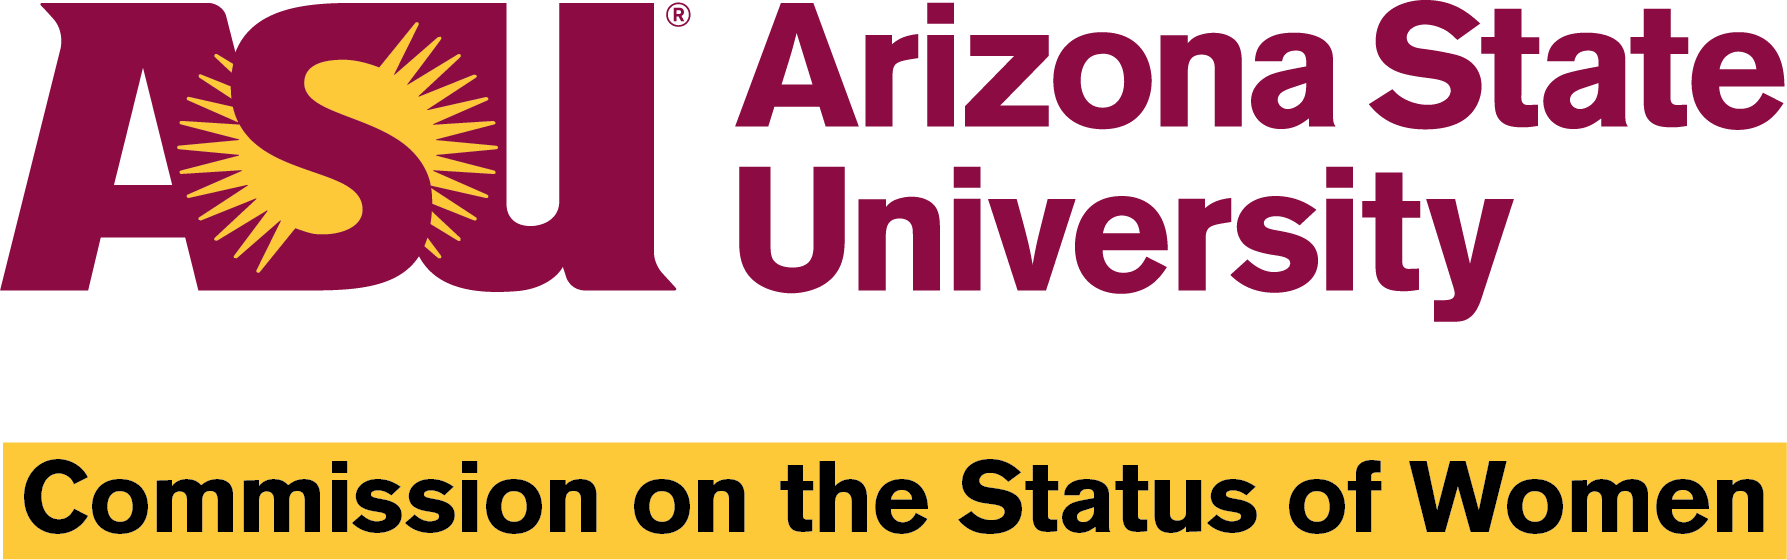 ASU®
Arizona State
University
Commission on the Status of Women